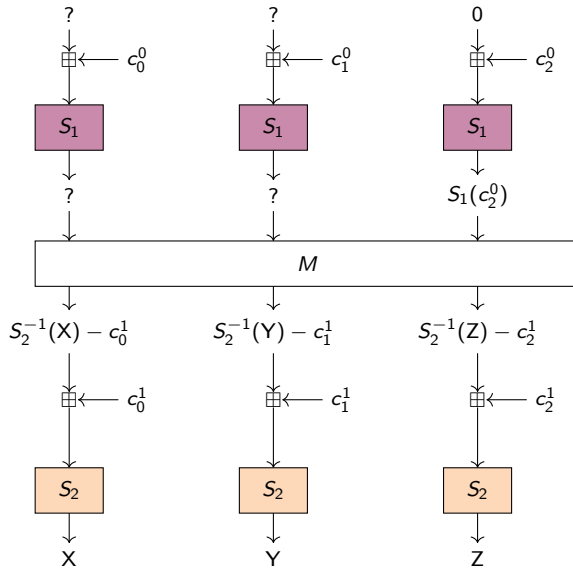 ? ? 0
c_0^0 c_1^0 c_2^0
S_1 S_1 S_1
? ? S_1(c_2^0)
M
S_2^{-1}(X) − c_0^1 S_2^{-1}(Y) − c_1^1 S_2^{-1}(Z) − c_2^1
c_0^1 c_1^1 c_2^1
S_2 S_2 S_2
X Y Z